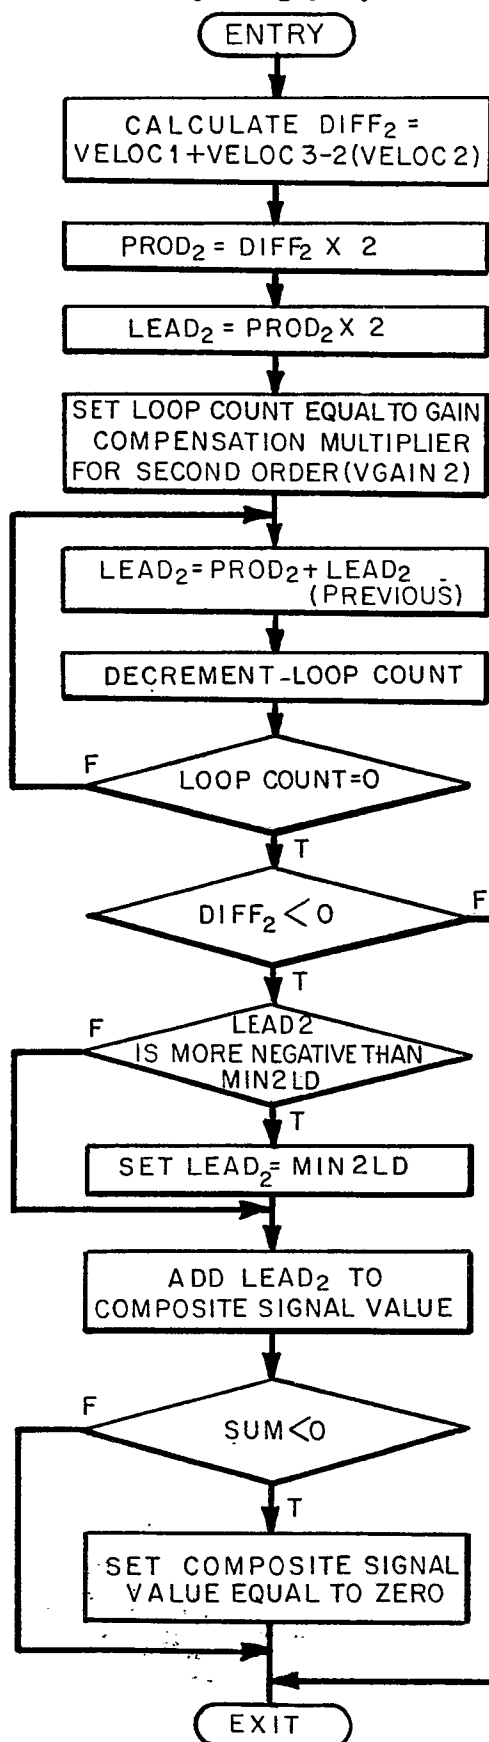 ENTRY
CALCULATE DIFF₂ =
VELOC 1+VELOC 3-2(VELOC 2)
PROD₂ = DIFF₂ X 2
LEAD₂ = PROD₂ X 2
SET LOOP COUNT EQUAL TO GAIN
COMPENSATION MULTIPLIER
FOR SECOND ORDER (VGAIN 2)
LEAD₂ = PROD₂ + LEAD₂
(PREVIOUS)
DECREMENT-LOOP COUNT
F
LOOP COUNT=0
T
DIFF₂ < 0
F
T
F
LEAD2
IS MORE NEGATIVE THAN
MIN2LD
T
SET LEAD₂= MIN 2LD
ADD LEAD₂ TO
COMPOSITE SIGNAL VALUE
F
SUM<0
T
SET COMPOSITE SIGNAL
VALUE EQUAL TO ZERO
EXIT